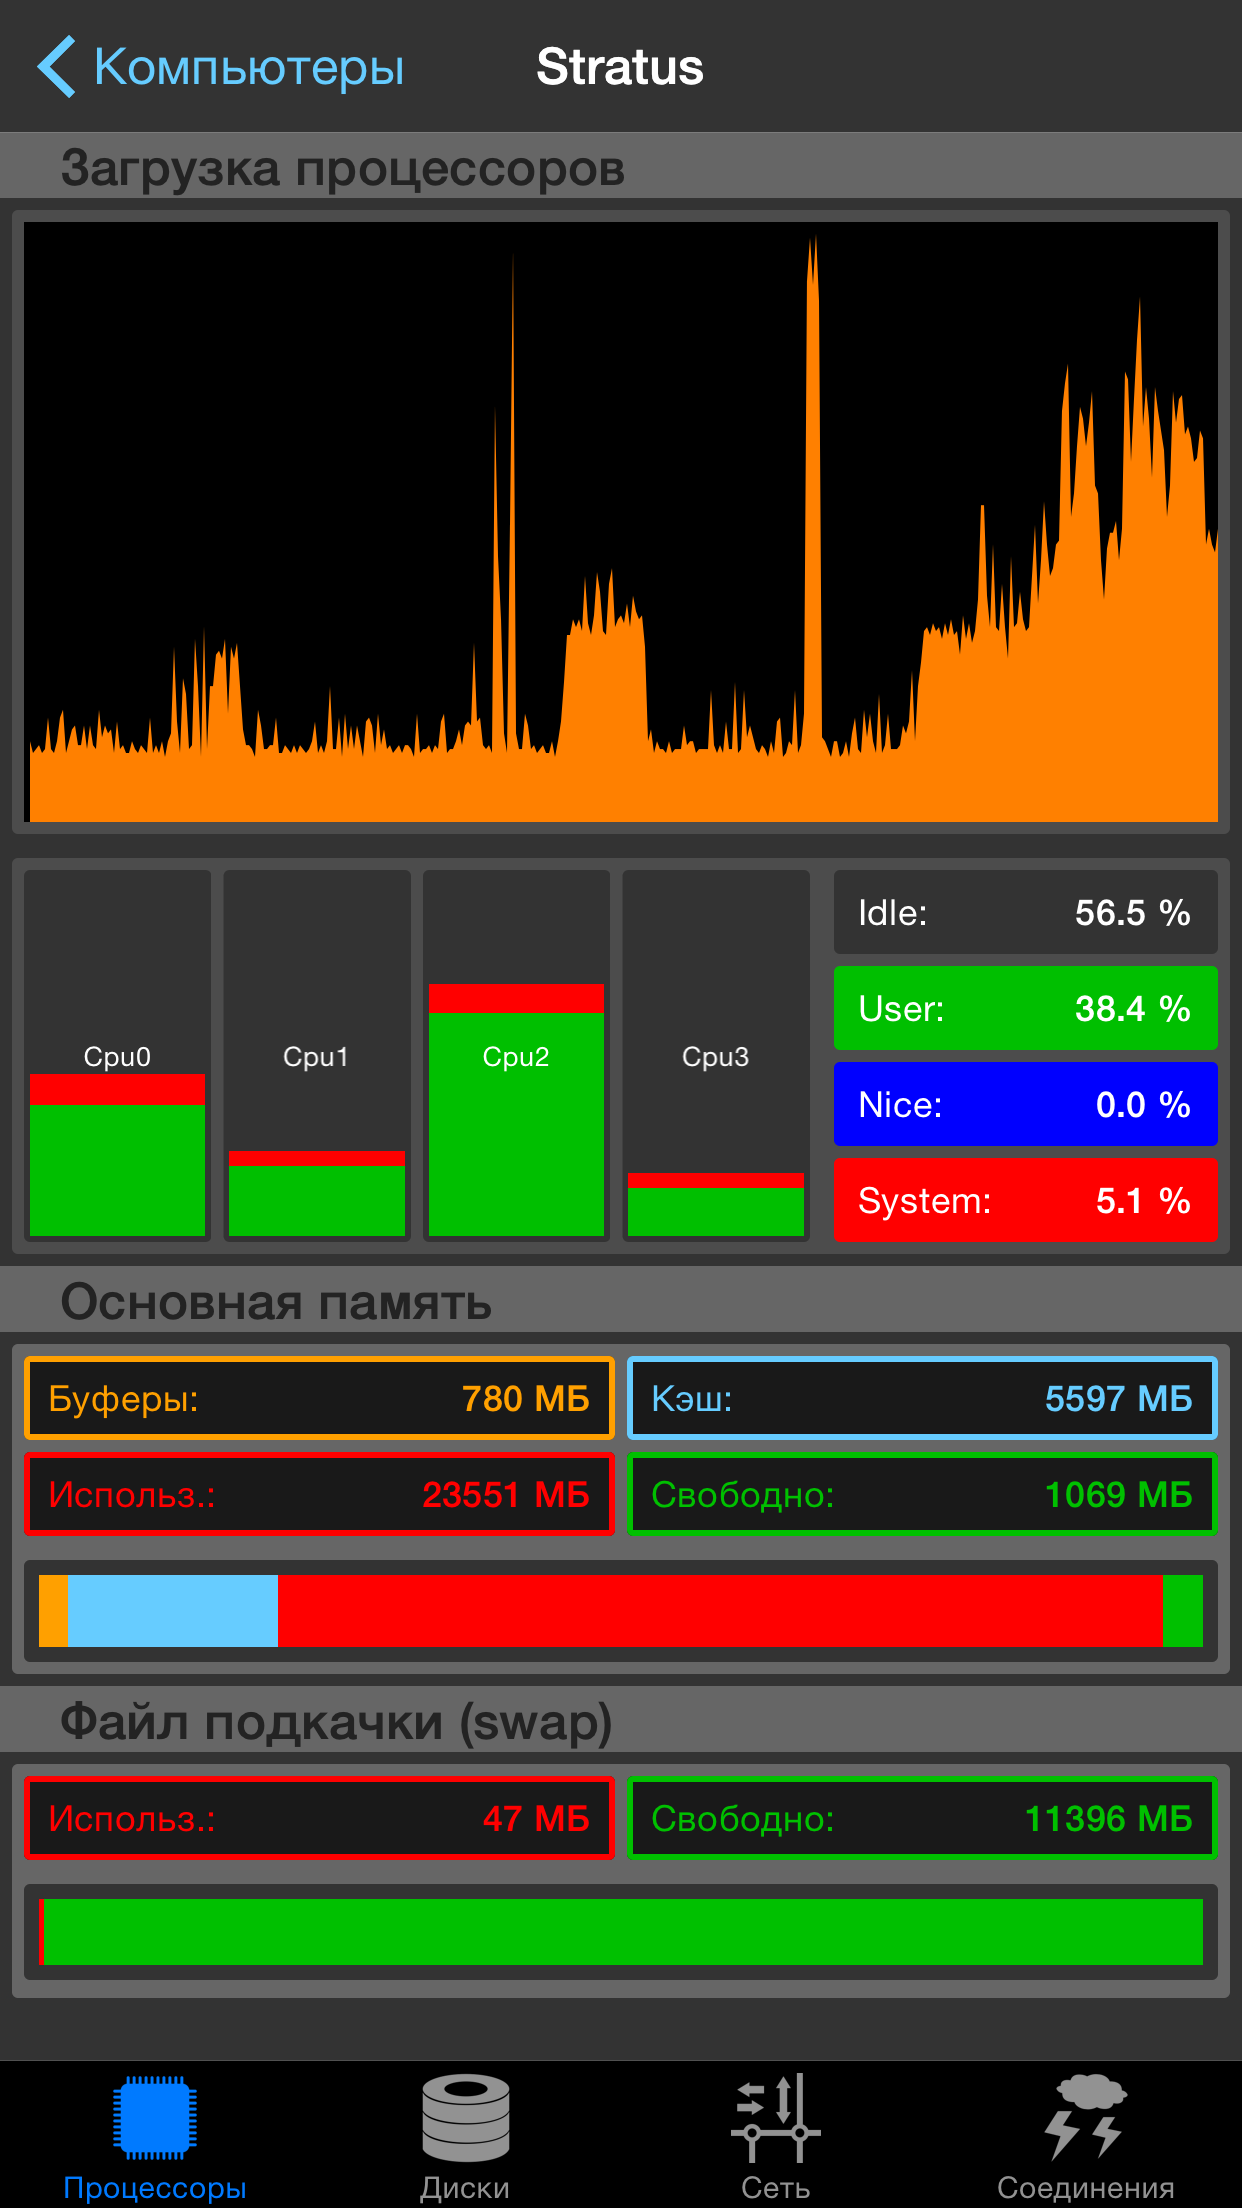 Компьютеры Stratus
Загрузка процессоров
Cpu0 Cpu1 Cpu2 Cpu3
Idle: 56.5 %
User: 38.4 %
Nice: 0.0 %
System: 5.1 %
Основная память
Буферы: 780 МБ Кэш: 5597 МБ
Использ.: 23551 МБ Свободно: 1069 МБ
Файл подкачки (swap)
Использ.: 47 МБ Свободно: 11396 МБ
Процессоры Диски Сеть Соединения